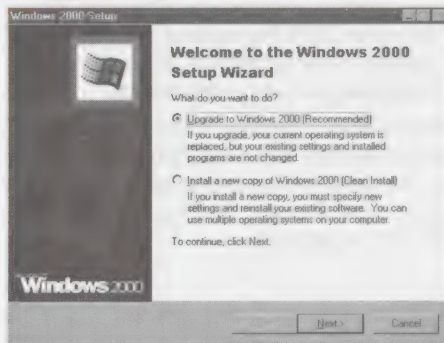 Windows 2000 Setup
Welcome to the Windows 2000
Setup Wizard
What do you want to do?
Upgrade to Windows 2000 (Recommended)
If you upgrade, your current operating system is
replaced, but your existing settings and installed
programs are not changed.
Install a new copy of Windows 2000 (Clean Install)
If you install a new copy, you must specify new
settings and reinstall your existing software. You can
use multiple operating systems on your computer.
To continue, click Next.
Windows 2000
Next >
Cancel